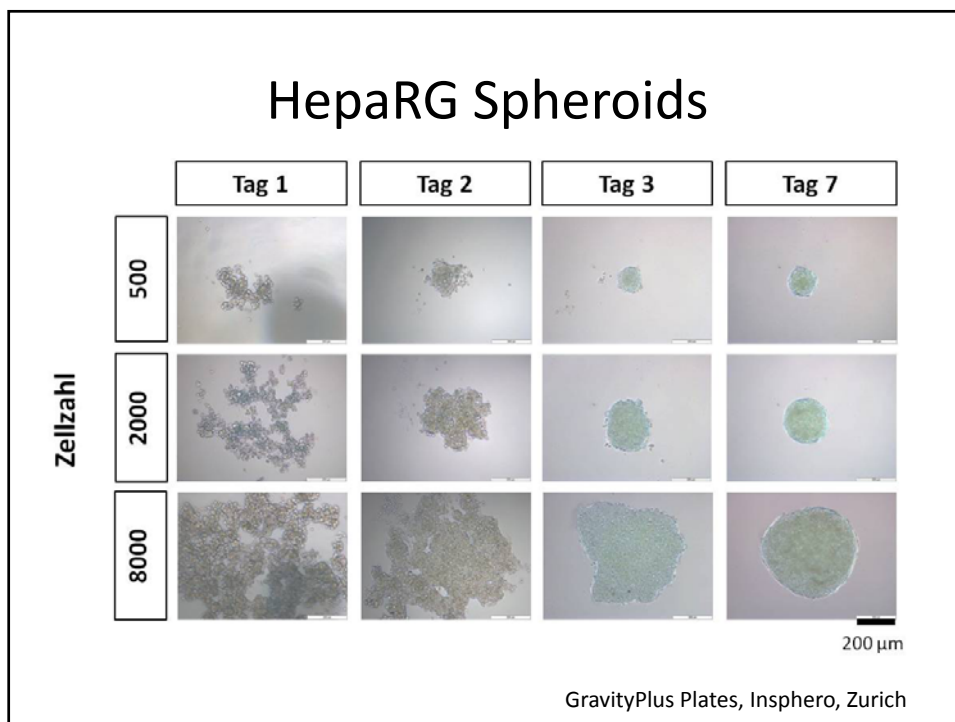 HepaRG Spheroids
Tag 1 Tag 2 Tag 3 Tag 7
Zellzahl
500
2000
8000
200 µm
GravityPlus Plates, Insphero, Zurich